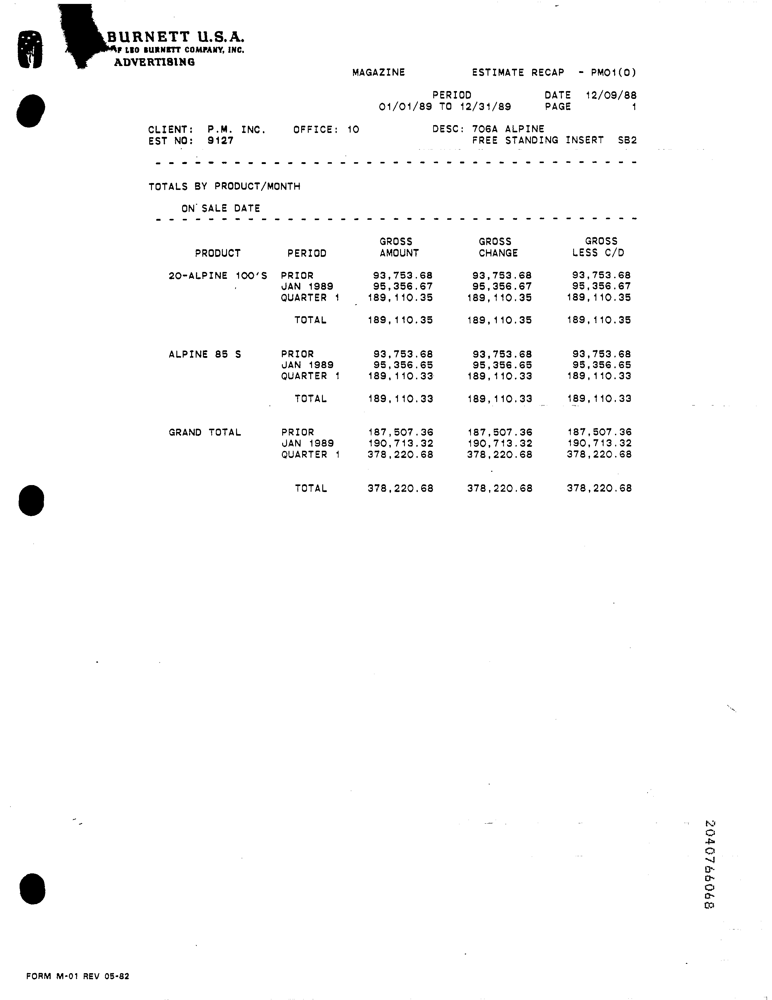 BURNETT U.S.A.
LEO BURNETT COMPANY, INC.
ADVERTISING
MAGAZINE ESTIMATE RECAP - PM01(0)
PERIOD DATE 12/09/88
01/01/89 TO 12/31/89 PAGE 1
CLIENT: P.M. INC. OFFICE: 10 DESC: 706A ALPINE
EST NO: 9127 FREE STANDING INSERT SB2
TOTALS BY PRODUCT/MONTH
ON SALE DATE
GROSS GROSS GROSS
PRODUCT PERIOD AMOUNT CHANGE LESS C/D
20-ALPINE 100'S PRIOR 93,753.68 93,753.68 93,753.68
JAN 1989 95,356.67 95,356.67 95,356.67
QUARTER 1 189,110.35 189,110.35 189,110.35
TOTAL 189,110.35 189,110.35 189,110.35
ALPINE 85 S PRIOR 93,753.68 93,753.68 93,753.68
JAN 1989 95,356.65 95,356.65 95,356.65
QUARTER 1 189,110.33 189,110.33 189,110.33
TOTAL 189,110.33 189,110.33 189,110.33
GRAND TOTAL PRIOR 187,507.36 187,507.36 187,507.36
JAN 1989 190,713.32 190,713.32 190,713.32
QUARTER 1 378,220.68 378,220.68 378,220.68
TOTAL 378,220.68 378,220.68 378,220.68
2040766068
FORM M-01 REV 05-82